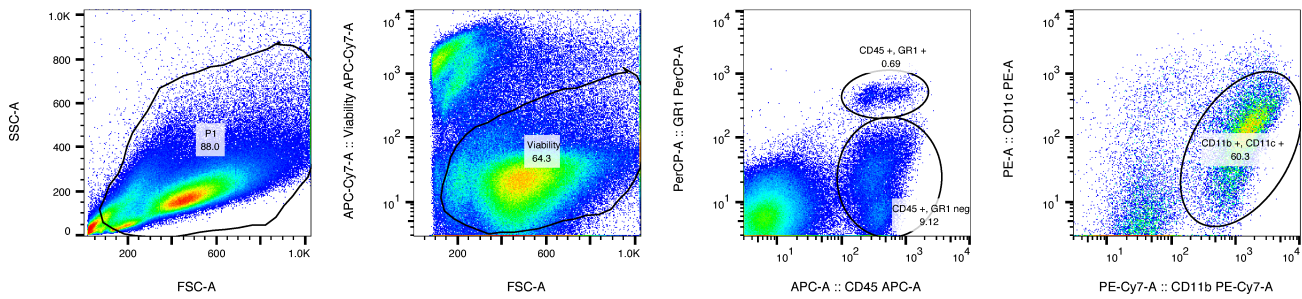 SSC-A
1.0K
800
600
400
200
0
P1
88.0
200
600
1.0K
FSC-A
APC-Cy7-A :: Viability APC-Cy7-A
10^4
10^3
10^2
10^1
Viability
64.3
200
600
1.0K
FSC-A
PerCP-A :: GR1 PerCP-A
10^4
10^3
10^2
10^1
CD45 +, GR1 +
0.69
CD45 +, GR1 neg
9.12
10^1
10^2
10^3
10^4
APC-A :: CD45 APC-A
PE-A :: CD11c PE-A
10^4
10^3
10^2
10^1
CD11b +, CD11c +
60.3
10^1
10^2
10^3
10^4
PE-Cy7-A :: CD11b PE-Cy7-A